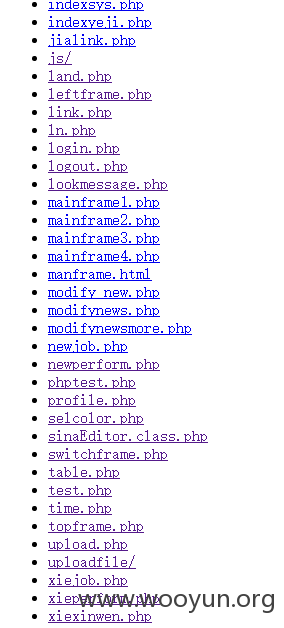 indexsys.php
indexyeji.php
jialink.php
js/
land.php
leftframe.php
link.php
ln.php
login.php
logout.php
lookmessage.php
mainframe1.php
mainframe2.php
mainframe3.php
mainframe4.php
manframe.html
modify_new.php
modifynews.php
modifynewsmore.php
newjob.php
newperform.php
phptest.php
profile.php
selcolor.php
sinaEditor.class.php
switchframe.php
table.php
test.php
time.php
topframe.php
upload.php
uploadfile/
xiejob.php
xieperform.php
www.wooyun.org
xiexinwen.php